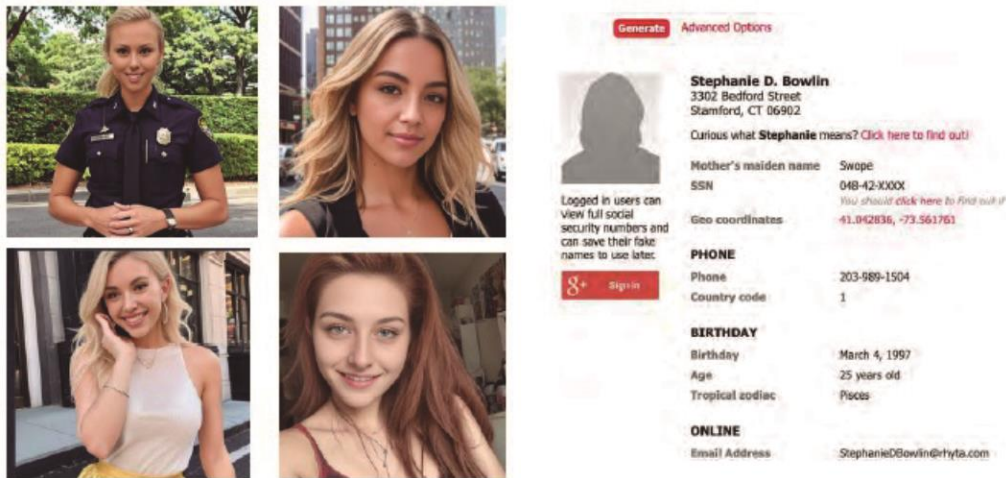 Generate Advanced Options
Stephanie D. Bowlin
3302 Bedford Street
Stamford, CT 06902
Curious what Stephanie means? Click here to find out!
Mother's maiden name Swope
SSN 048-42-XXXX
You should click here to find out if
Geo coordinates 41.042836, -73.561761
Logged in users can
view full social
security numbers and
can save their fake
names to use later.
g+ Sign in
PHONE
Phone 203-989-1504
Country code 1
BIRTHDAY
Birthday March 4, 1997
Age 25 years old
Tropical zodiac Pisces
ONLINE
Email Address StephanieDBowlin@rhyta.com